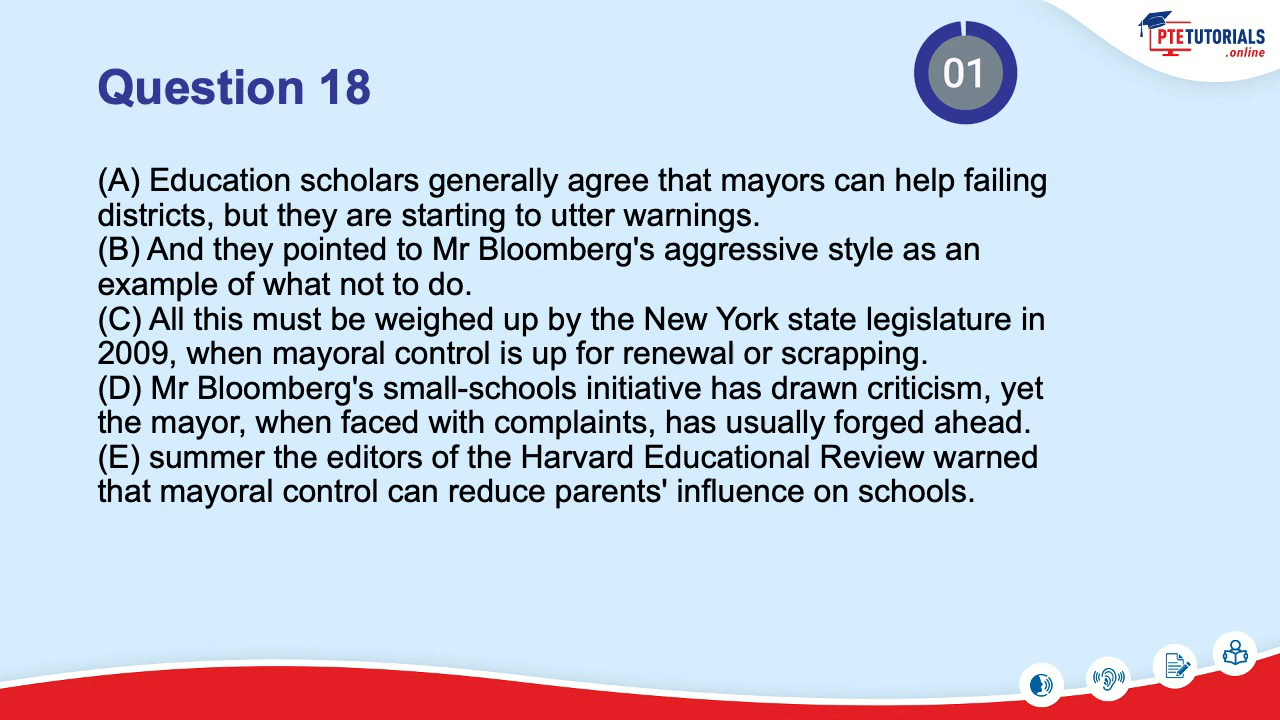 Question 18
01
PTETUTORIALS
.online
(A) Education scholars generally agree that mayors can help failing
districts, but they are starting to utter warnings.
(B) And they pointed to Mr Bloomberg's aggressive style as an
example of what not to do.
(C) All this must be weighed up by the New York state legislature in
2009, when mayoral control is up for renewal or scrapping.
(D) Mr Bloomberg's small-schools initiative has drawn criticism, yet
the mayor, when faced with complaints, has usually forged ahead.
(E) summer the editors of the Harvard Educational Review warned
that mayoral control can reduce parents' influence on schools.